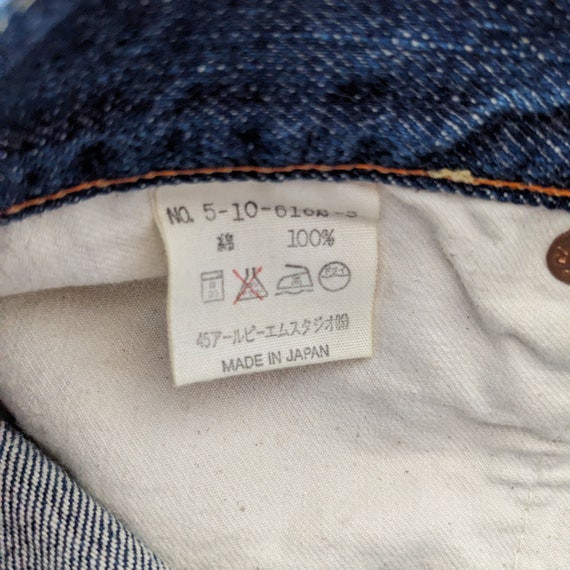 NO. 5-10-616
綿 100%
45アールピーエムスタジオ㈱
MADE IN JAPAN